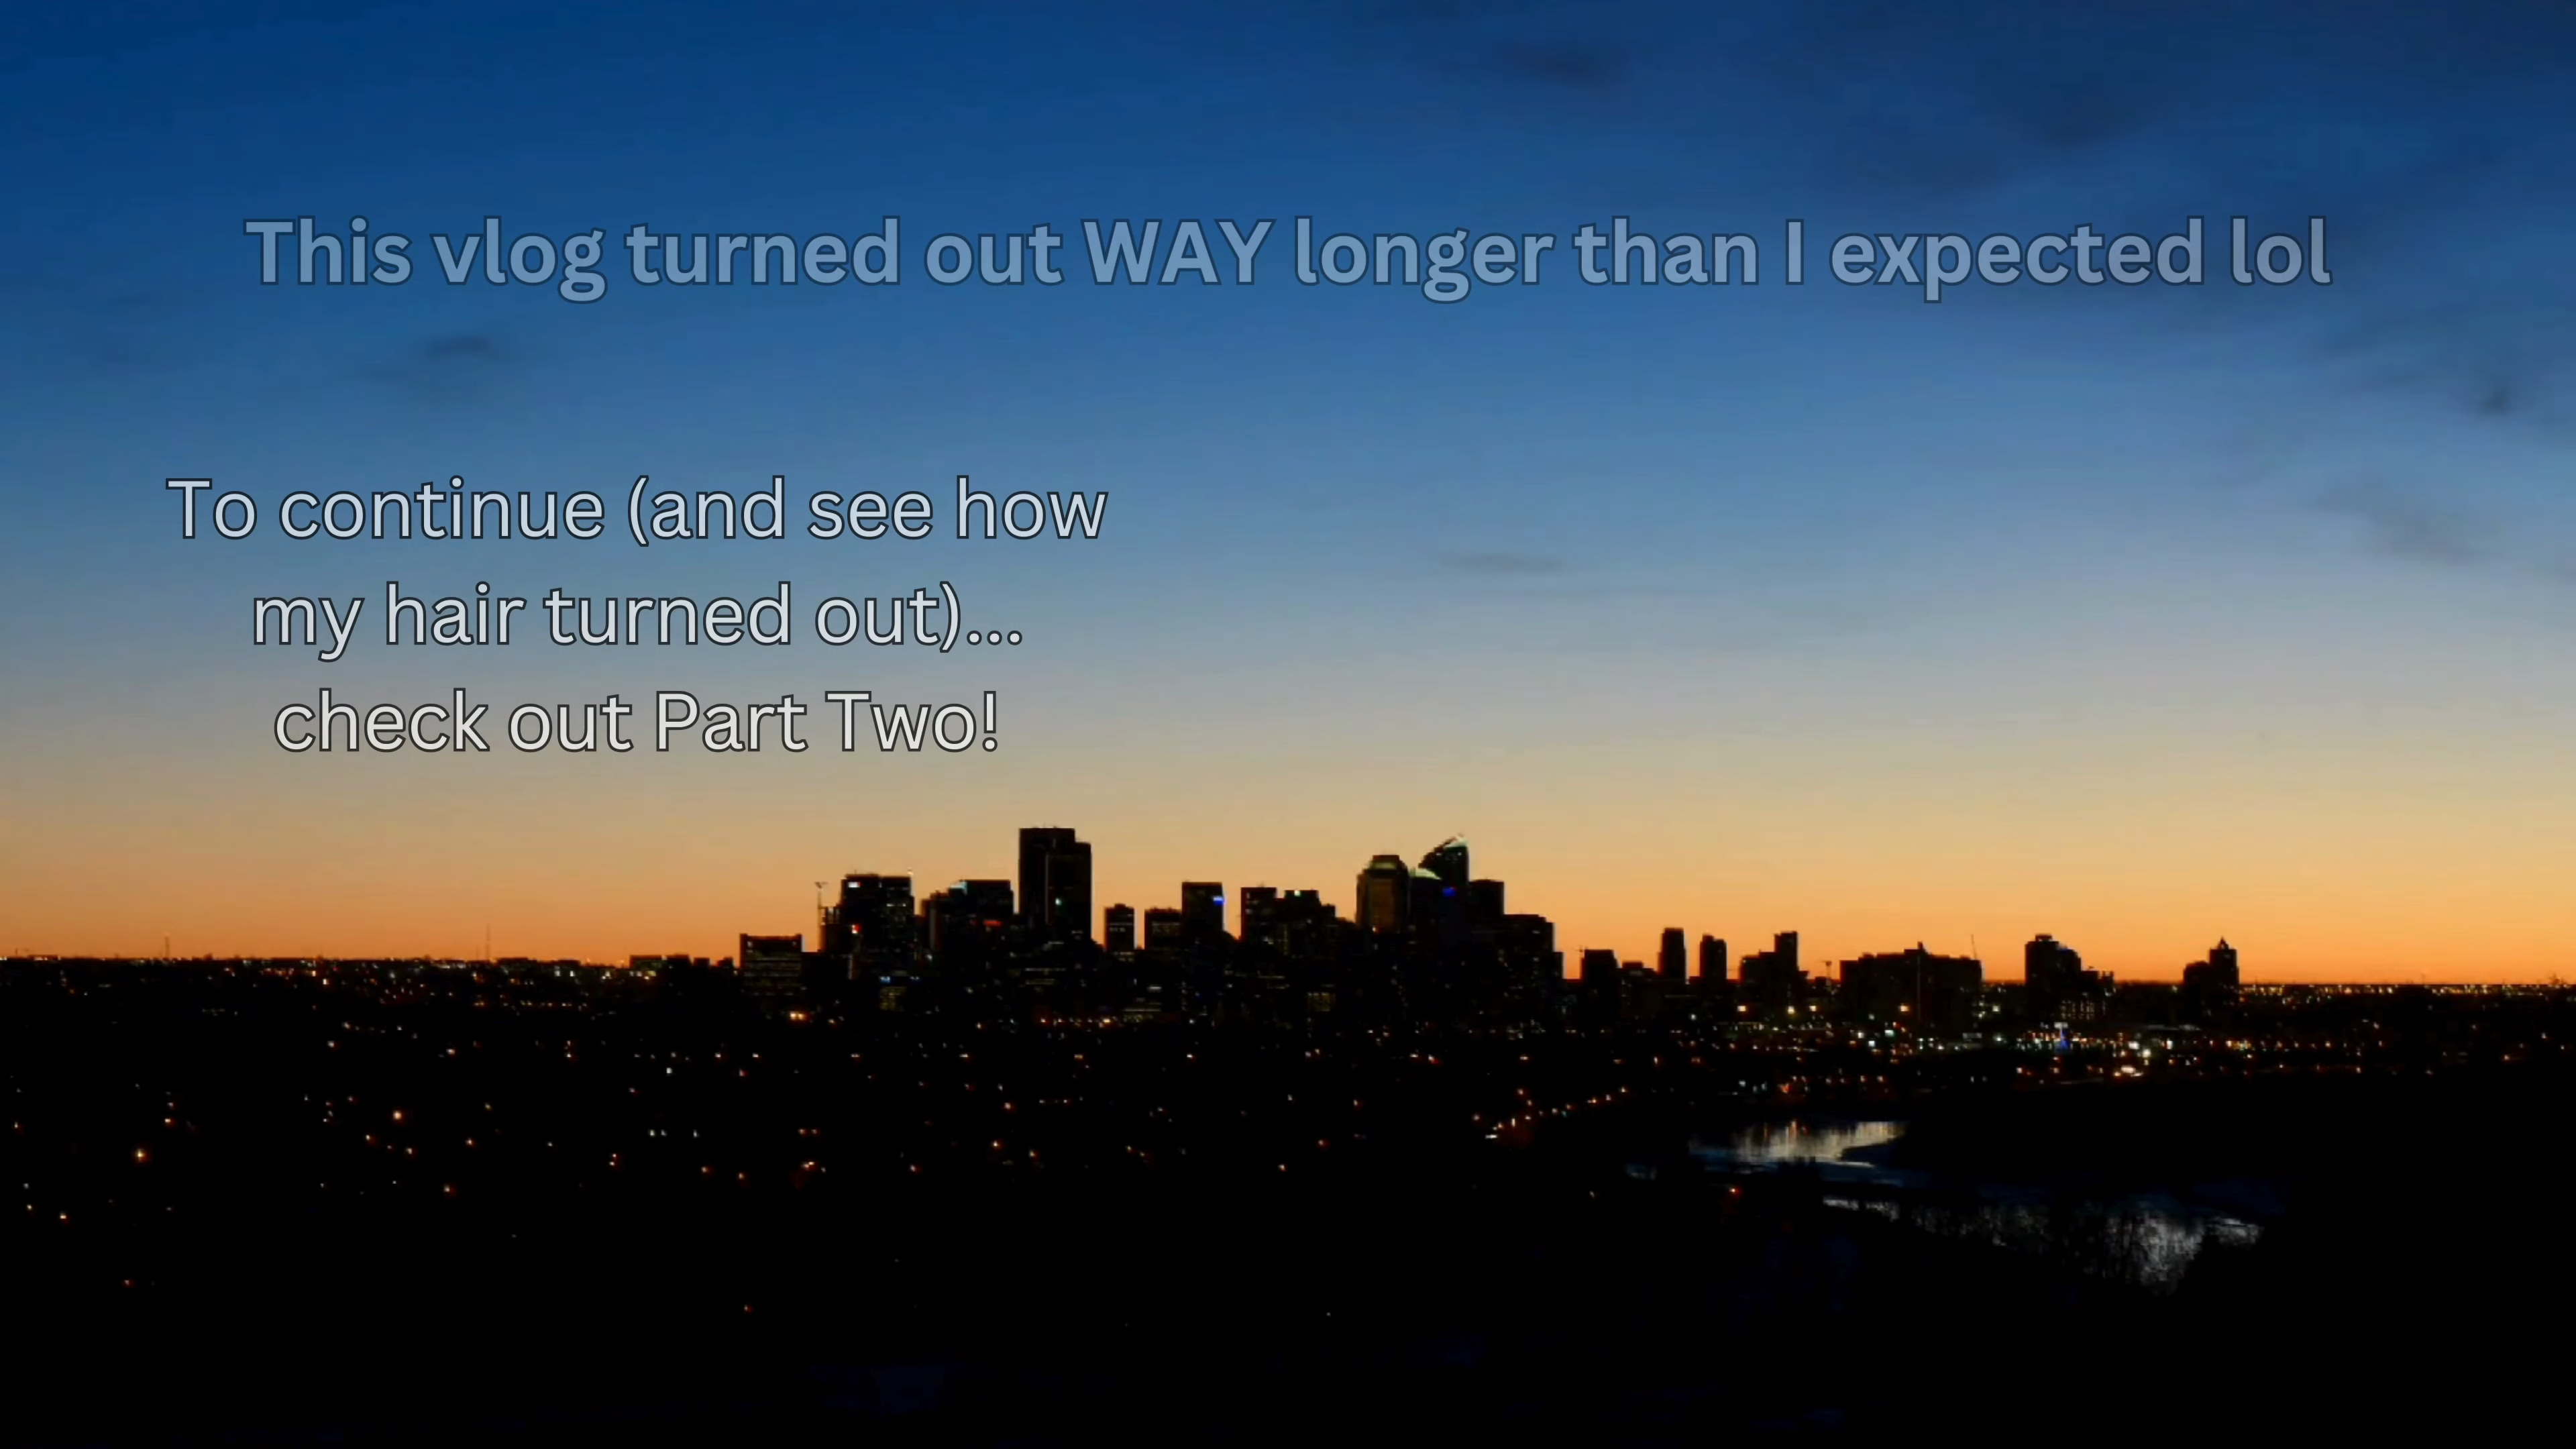 This vlog turned out WAY longer than I expected lol
To continue (and see how
my hair turned out)...
check out Part Two!